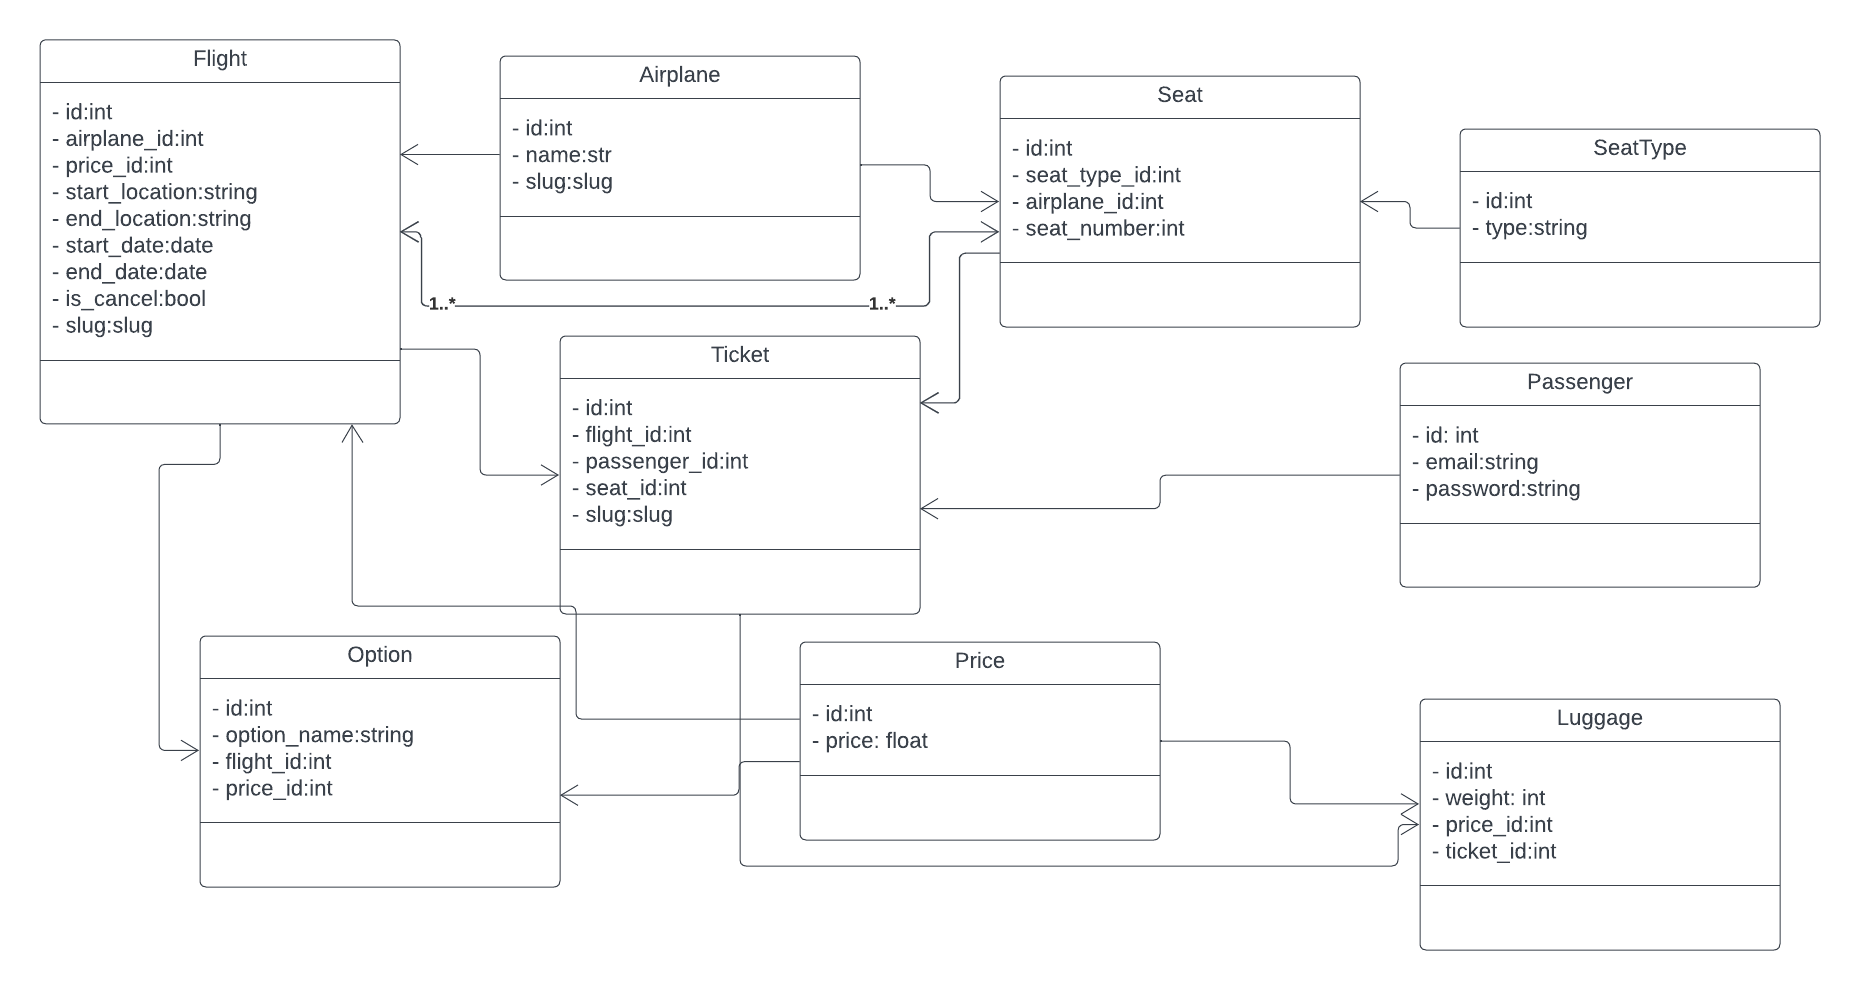 Flight
- id:int
- airplane_id:int
- price_id:int
- start_location:string
- end_location:string
- start_date:date
- end_date:date
- is_cancel:bool
- slug:slug
Airplane
- id:int
- name:str
- slug:slug
Seat
- id:int
- seat_type_id:int
- airplane_id:int
- seat_number:int
SeatType
- id:int
- type:string
1..*
1..*
Ticket
- id:int
- flight_id:int
- passenger_id:int
- seat_id:int
- slug:slug
Passenger
- id: int
- email:string
- password:string
Option
- id:int
- option_name:string
- flight_id:int
- price_id:int
Price
- id:int
- price: float
Luggage
- id:int
- weight: int
- price_id:int
- ticket_id:int